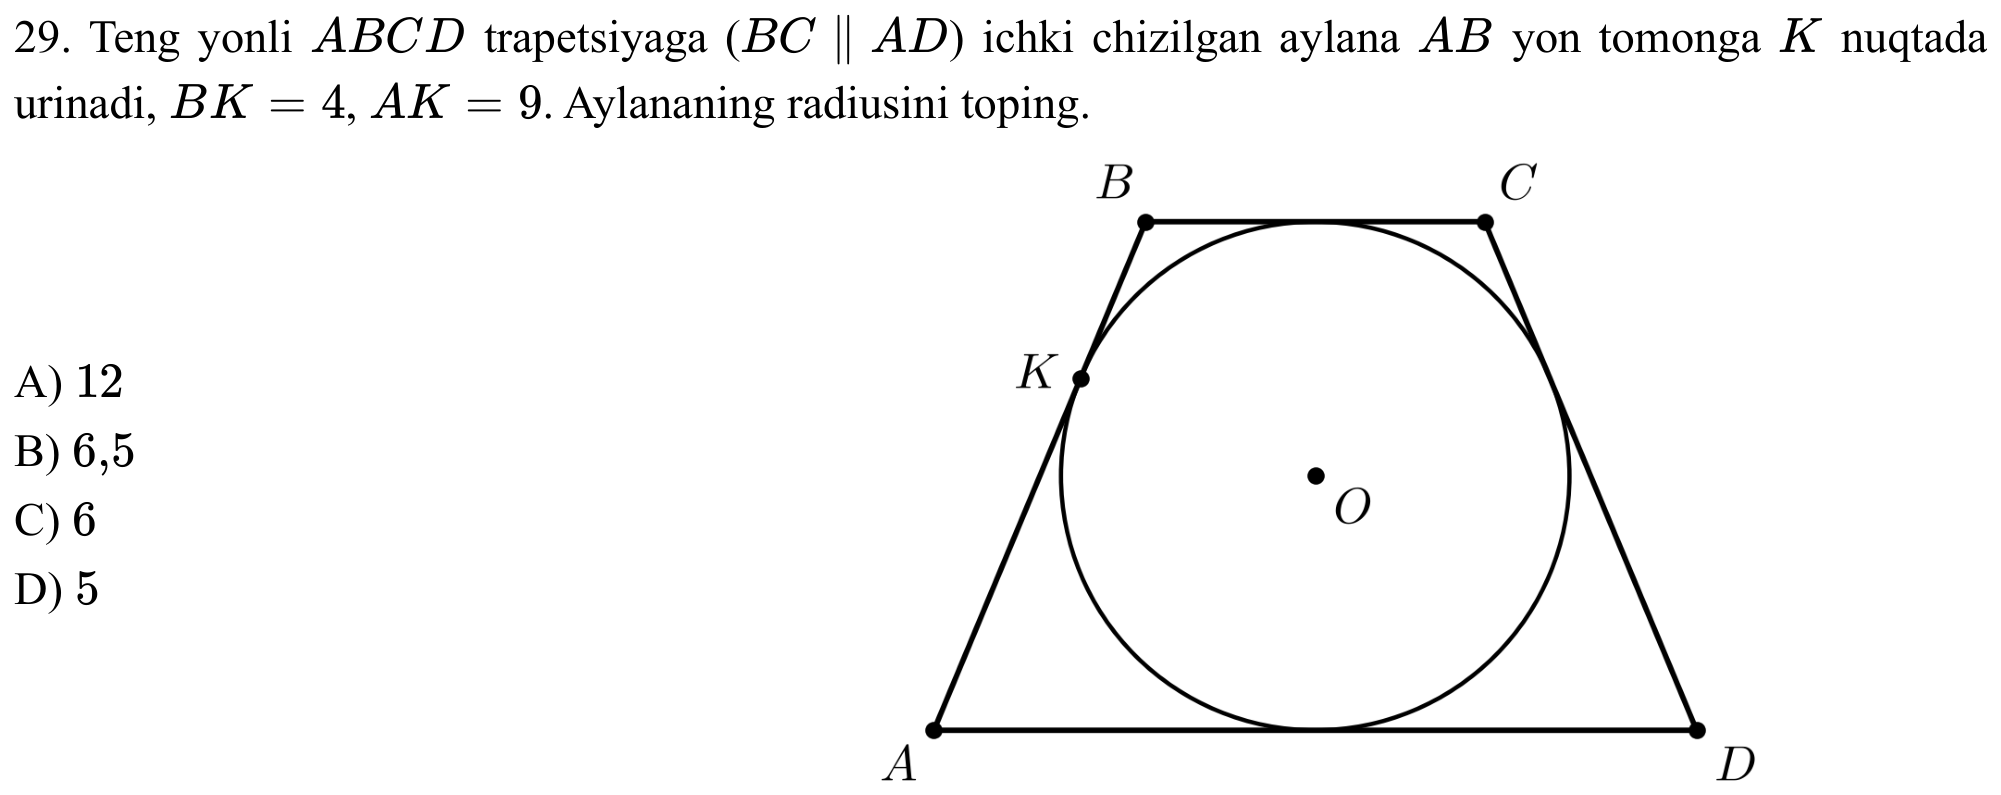 29. Teng yonli ABCD trapetsiyaga (BC ∥ AD) ichki chizilgan aylana AB yon tomonga K nuqtada
urinadi, BK = 4, AK = 9. Aylananing radiusini toping.
B
C
K
A) 12
B) 6,5
O
C) 6
D) 5
A
D